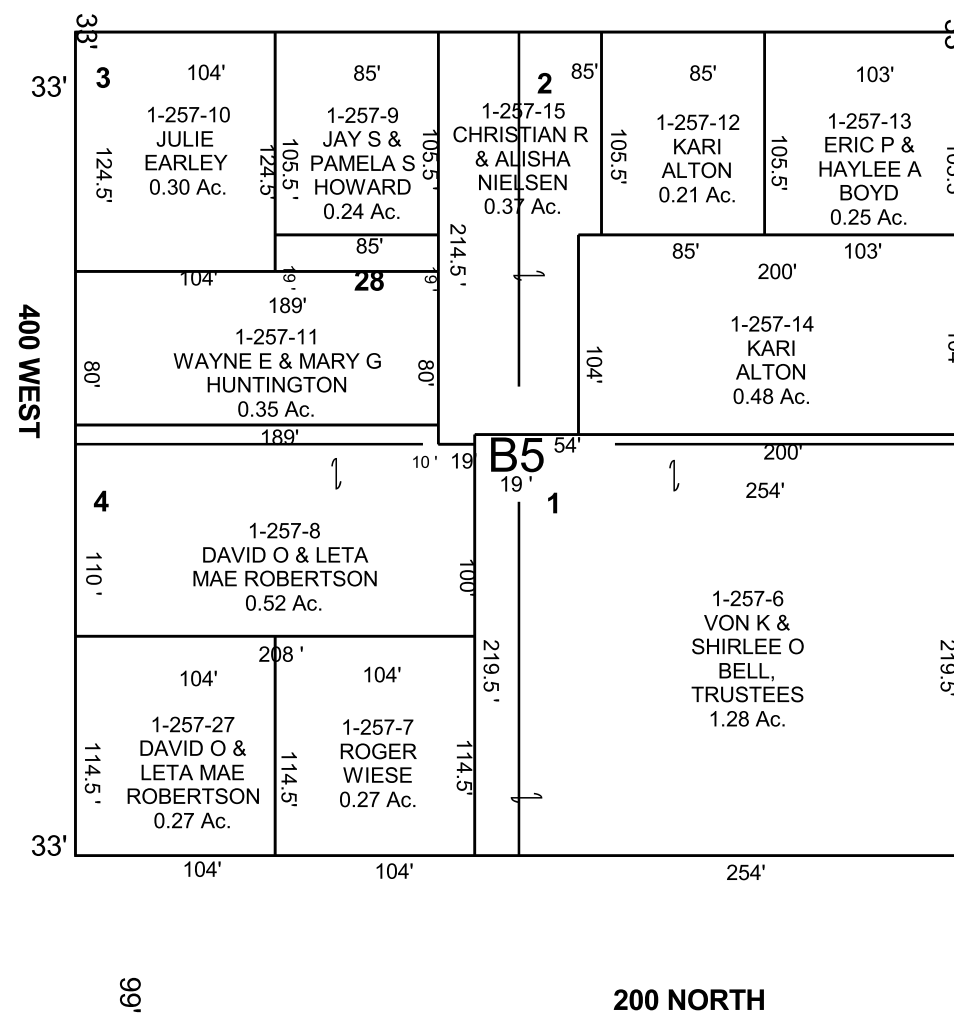 33'
33'
33'
3
104'
1-257-10
JULIE
EARLEY
0.30 Ac.
124.5'
124.5'
104'
85'
1-257-9
JAY S &
PAMELA S
HOWARD
0.24 Ac.
105.5'
105.5'
85'
2
85'
1-257-15
CHRISTIAN R
& ALISHA
NIELSEN
0.37 Ac.
214.5'
85'
1-257-12
KARI
ALTON
0.21 Ac.
105.5'
105.5'
85'
103'
1-257-13
ERIC P &
HAYLEE A
BOYD
0.25 Ac.
103'
19'
28
19'
189'
1-257-11
WAYNE E & MARY G
HUNTINGTON
0.35 Ac.
80'
80'
189'
400 WEST
200'
1-257-14
KARI
ALTON
0.48 Ac.
104'
104'
200'
10 '
19'
B5
54'
19 '
254'
4
1-257-8
DAVID O & LETA
MAE ROBERTSON
0.52 Ac.
110 '
100'
208 '
1
1-257-6
VON K &
SHIRLEE O
BELL,
TRUSTEES
1.28 Ac.
219.5 '
219.5'
104'
1-257-27
DAVID O &
LETA MAE
ROBERTSON
0.27 Ac.
114.5 '
114.5'
104'
1-257-7
ROGER
WIESE
0.27 Ac.
114.5'
33'
104'
104'
254'
99'
200 NORTH